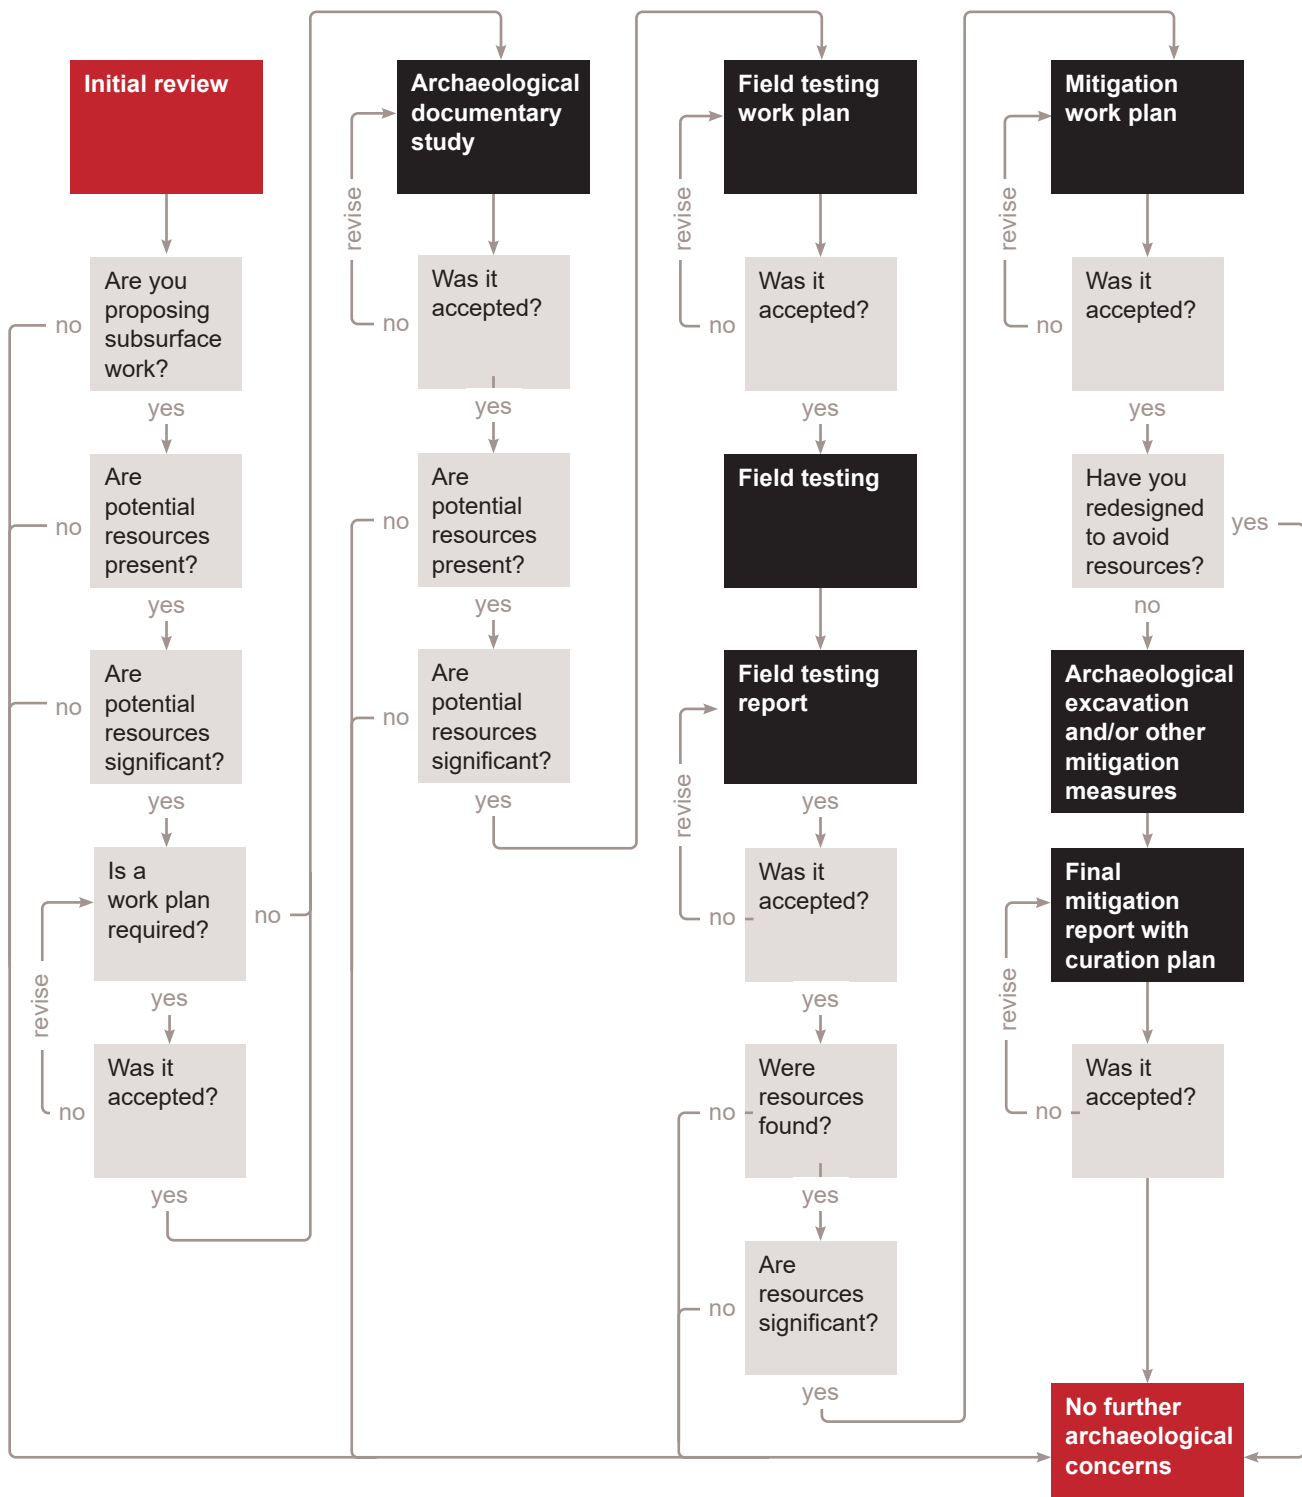 Initial review
Are you
proposing
subsurface
work?
no
yes
Are
potential
resources
present?
no
yes
Are
potential
resources
significant?
no
yes
Is a
work plan
required?
no
revise
yes
Was it
accepted?
no
yes
Archaeological
documentary
study
revise
Was it
accepted?
no
yes
Are
potential
resources
present?
no
yes
Are
potential
resources
significant?
no
yes
Field testing
work plan
revise
Was it
accepted?
no
yes
Field testing
Field testing
report
revise
yes
Was it
accepted?
no
yes
Were
resources
found?
no
yes
Are
resources
significant?
no
yes
Mitigation
work plan
revise
Was it
accepted?
no
yes
Have you
redesigned
to avoid
resources?
yes
no
Archaeological
excavation
and/or other
mitigation
measures
Final
mitigation
report with
curation plan
revise
Was it
accepted?
no
No further
archaeological
concerns